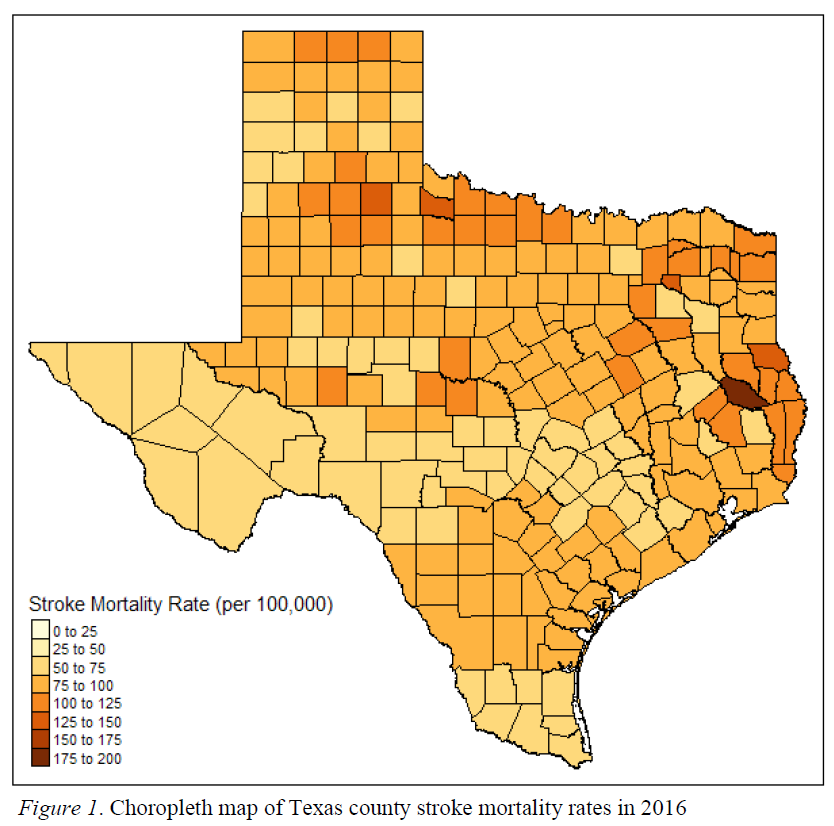 Stroke Mortality Rate (per 100,000)
0 to 25
25 to 50
50 to 75
75 to 100
100 to 125
125 to 150
150 to 175
175 to 200
Figure 1. Choropleth map of Texas county stroke mortality rates in 2016